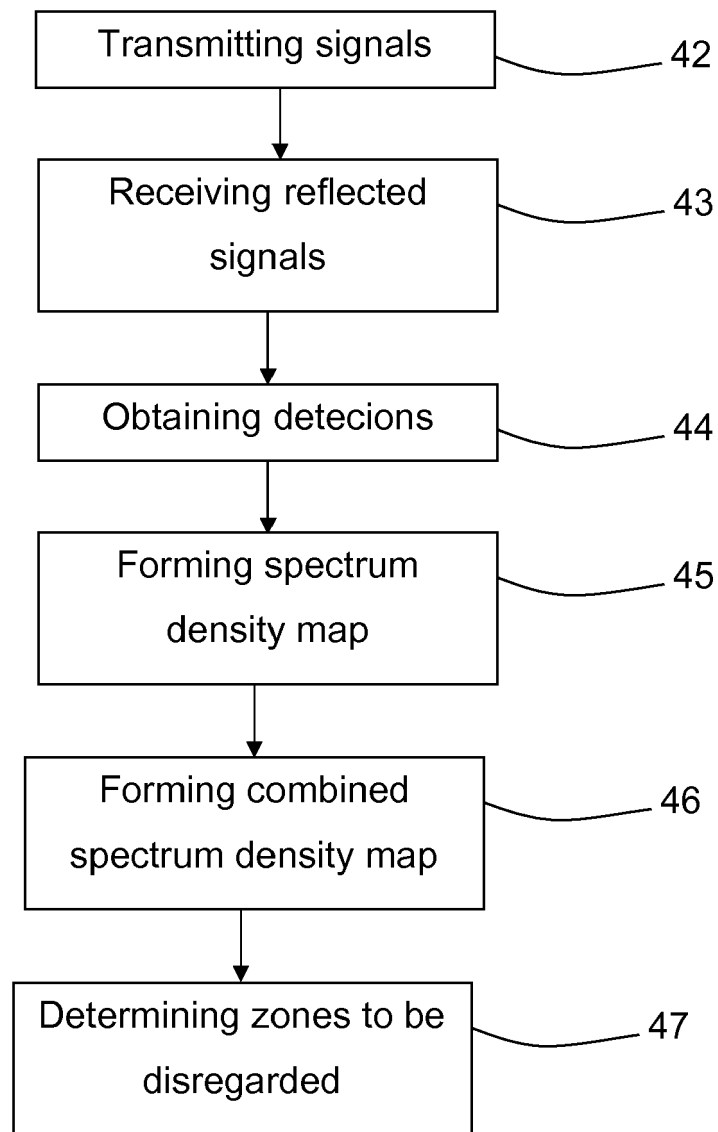 Transmitting signals
42
Receiving reflected
signals
43
Obtaining detecions
44
Forming spectrum
density map
45
Forming combined
spectrum density map
46
Determining zones to be
disregarded
47